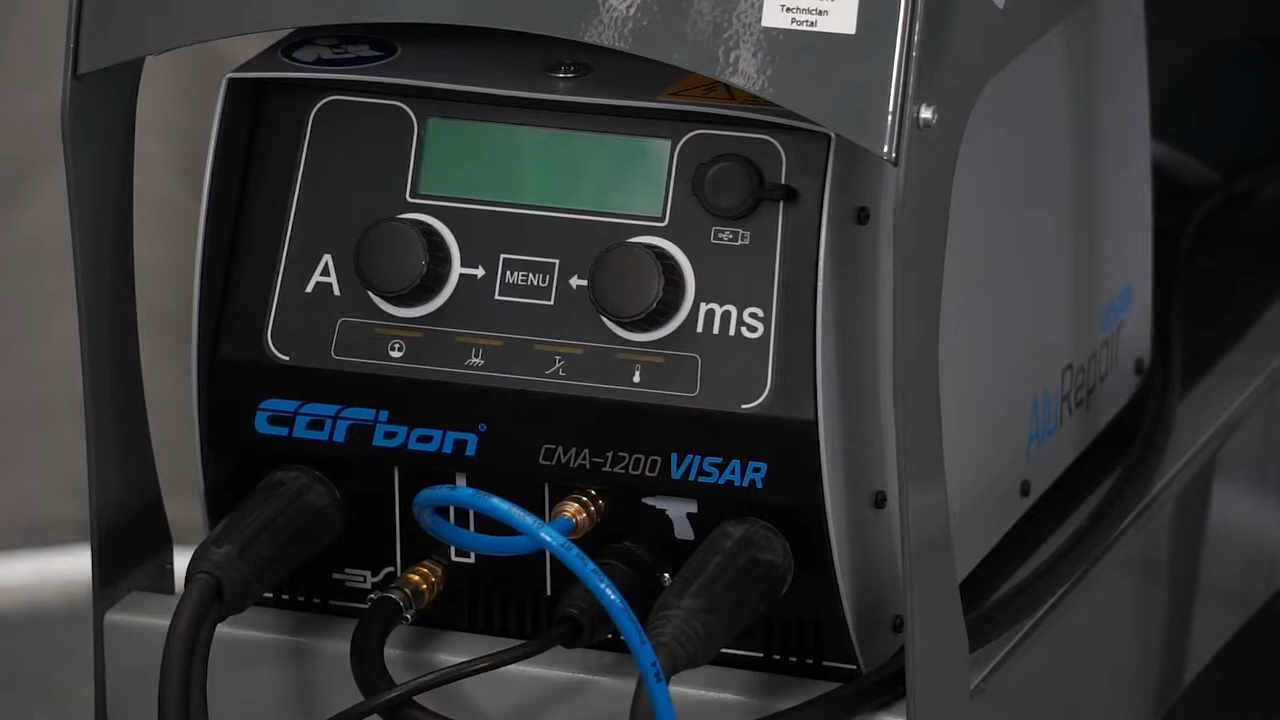 Technician
Portal
A
MENU
ms
T/L
carbon®
CMA-1200 VISAR
AluRepair